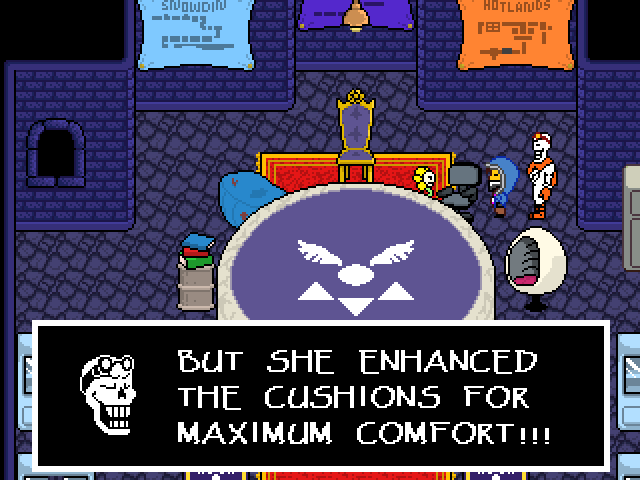 SNOWDIN
HOTLANDS
BUT SHE ENHANCED
THE CUSHIONS FOR
MAXIMUM COMFORT!!!